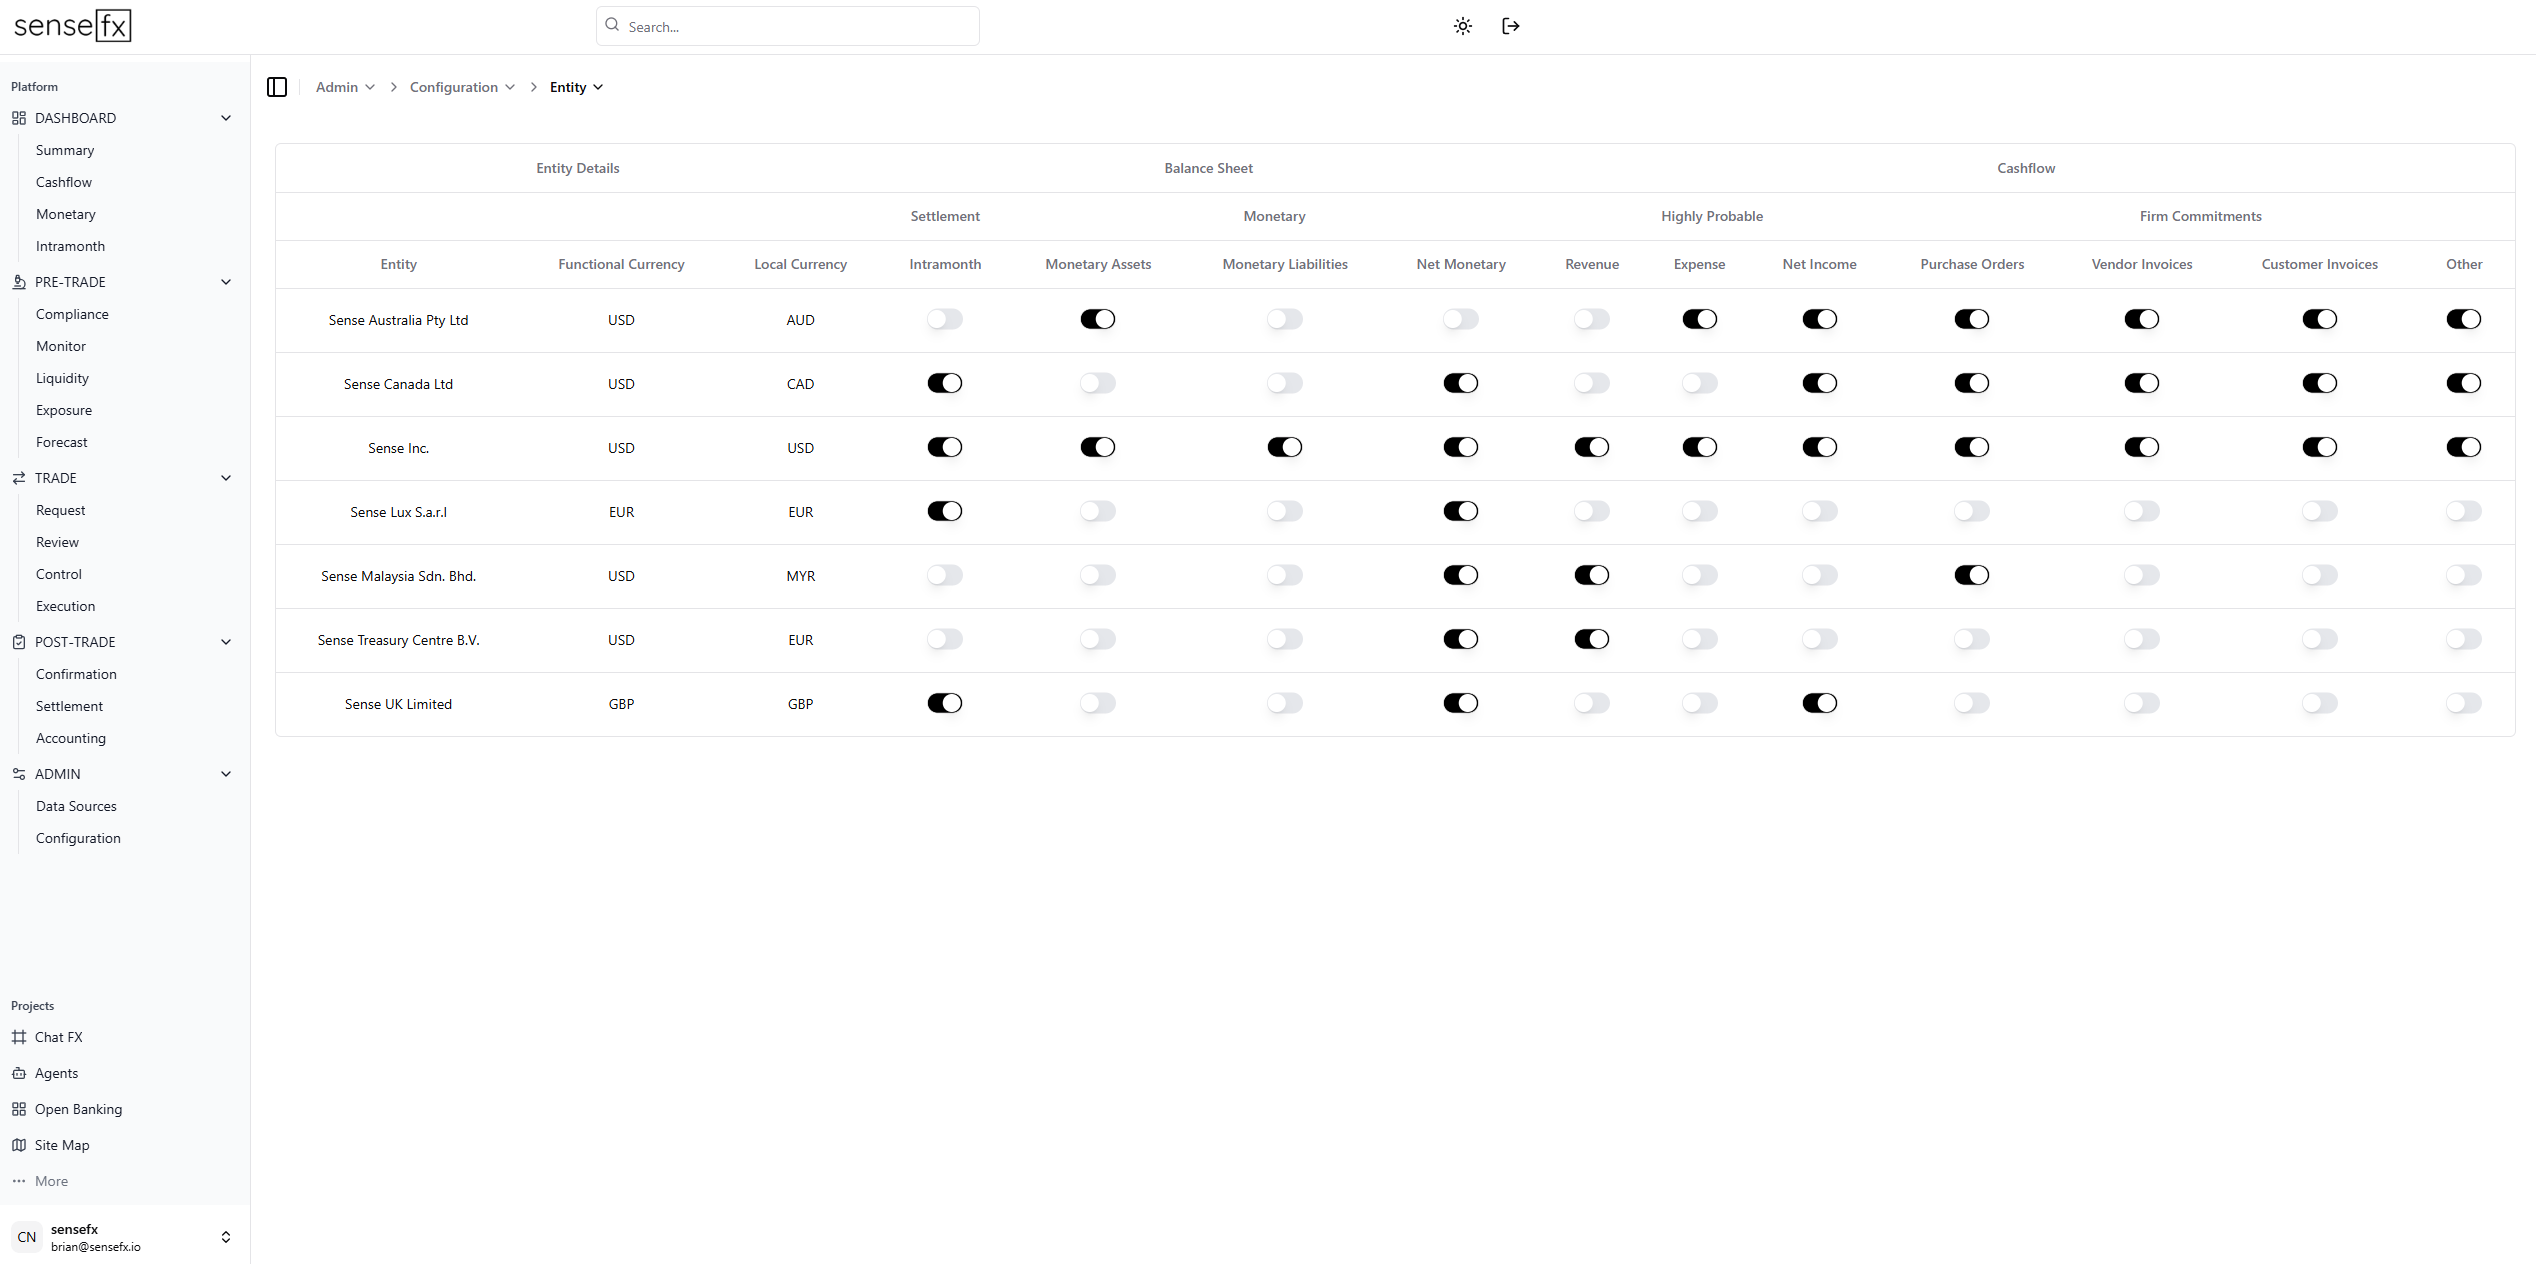 sensefx
Search...
Platform
DASHBOARD
Summary
Cashflow
Monetary
Intramonth
PRE-TRADE
Compliance
Monitor
Liquidity
Exposure
Forecast
TRADE
Request
Review
Control
Execution
POST-TRADE
Confirmation
Settlement
Accounting
ADMIN
Data Sources
Configuration
Projects
Chat FX
Agents
Open Banking
Site Map
More
CN
sensefx
brian@sensefx.io
Admin Configuration Entity
Entity Details Balance Sheet Cashflow
Settlement Monetary Highly Probable Firm Commitments
Entity Functional Currency Local Currency Intramonth Monetary Assets Monetary Liabilities Net Monetary Revenue Expense Net Income Purchase Orders Vendor Invoices Customer Invoices Other
Sense Australia Pty Ltd USD AUD
Sense Canada Ltd USD CAD
Sense Inc. USD USD
Sense Lux S.a.r.l EUR EUR
Sense Malaysia Sdn. Bhd. USD MYR
Sense Treasury Centre B.V. USD EUR
Sense UK Limited GBP GBP